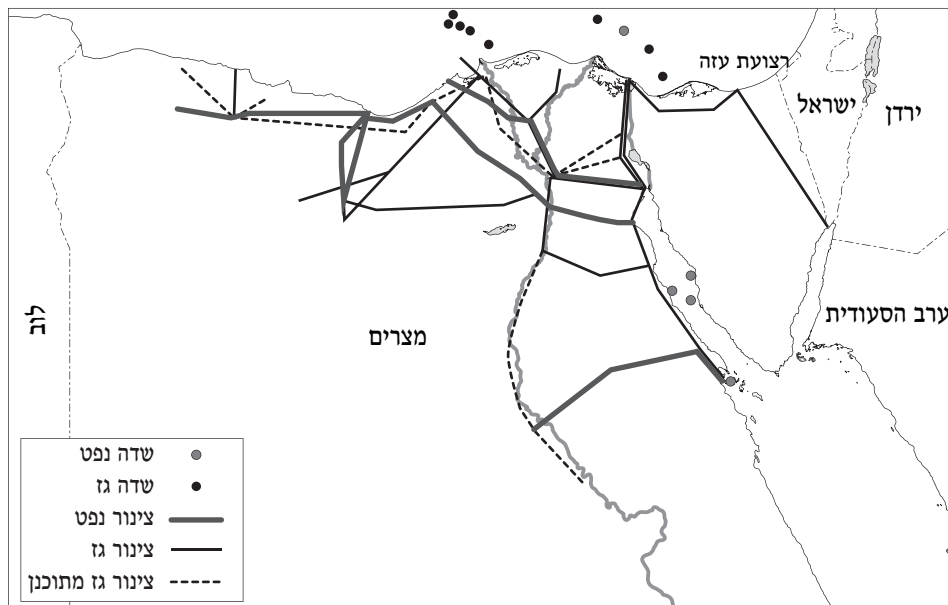 רצועת עזה
ישראל
ירדן
ערב הסעודית
לוב
מצרים
שדה נפט
שדה גז
צינור נפט
צינור גז
צינור גז מתוכנן